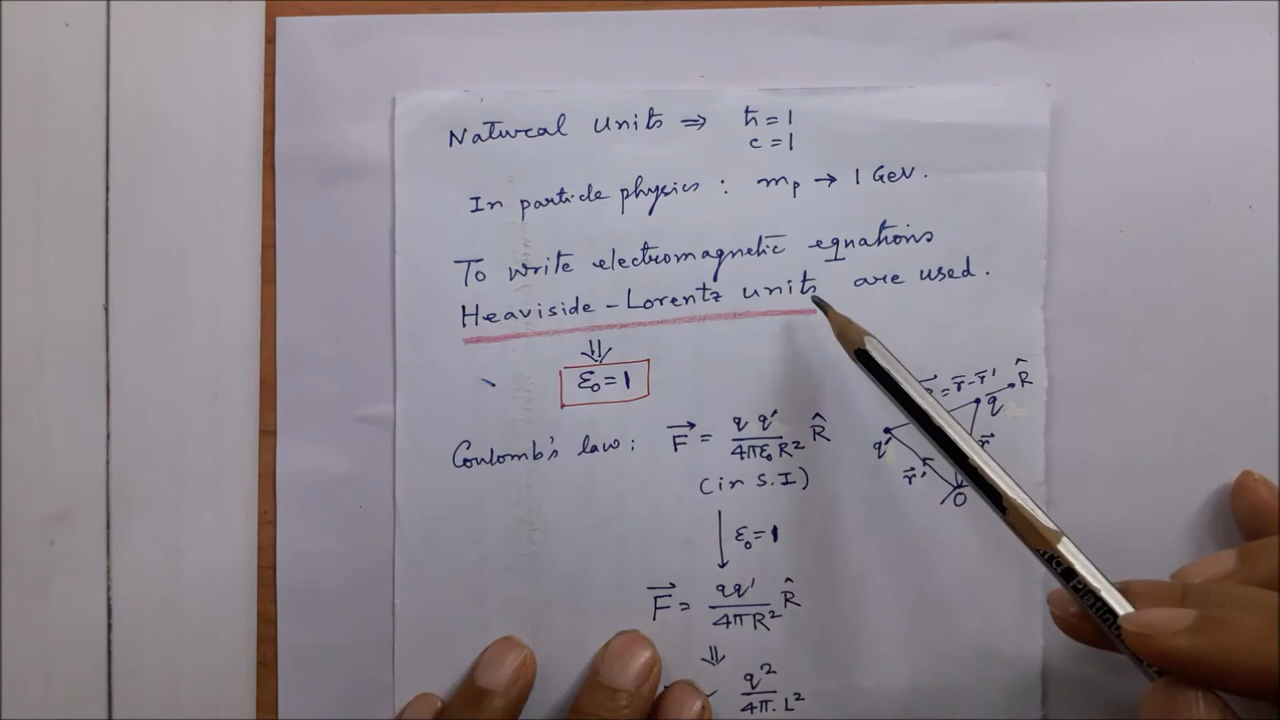 Natural Units ⇒ ħ = 1
c = 1
In particle physics : mₚ → 1 GeV.
To write electromagnetic equations
Heaviside - Lorentz units are used.
⇓
ε₀ = 1
Coulomb's law : F⃗ = q q' / 4πε₀R² R̂
(in S.I)
↓ ε₀ = 1
F⃗ = qq' / 4πR² R̂
⇓
q² / 4π.L²
= r⃗ - r⃗' R̂
q
q'
r⃗
r⃗'
O
Platinum